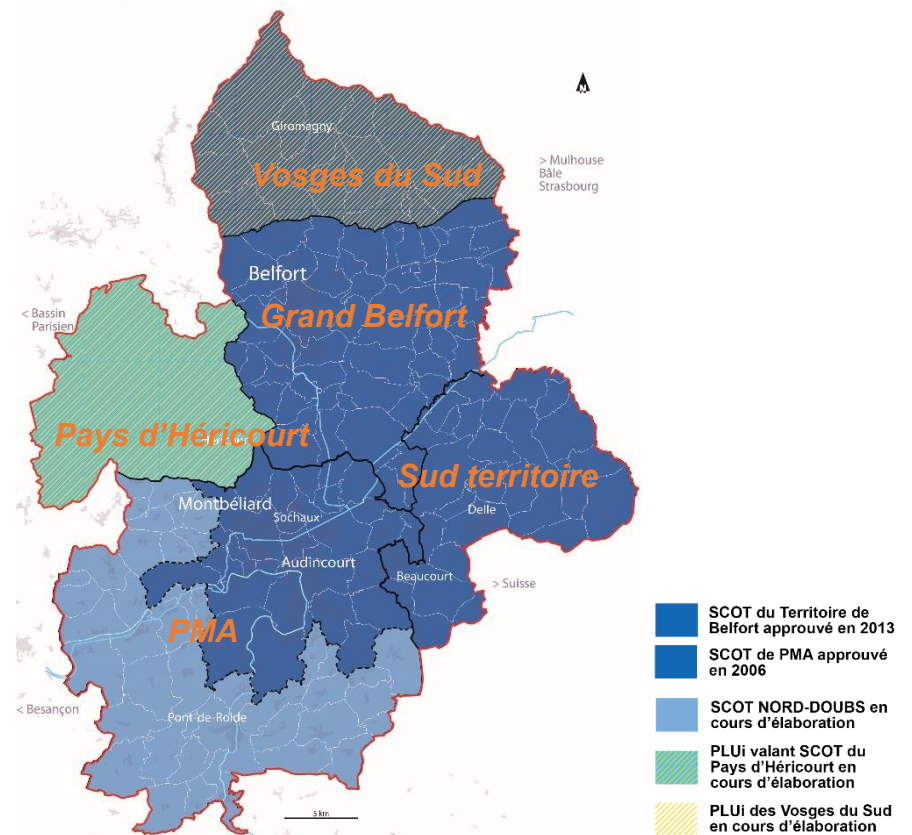 N
Giromagny
Vosges du Sud
> Mulhouse
Bâle
Strasbourg
Belfort
< Bassin
Parisien
Grand Belfort
Pays d'Héricourt
Sud territoire
Montbéliard
Sochaux
Delle
Audincourt
Beaucourt
> Suisse
PMA
< Besançon
Pont-de-Roide
5 km
SCOT du Territoire de
Belfort approuvé en 2013
SCOT de PMA approuvé
en 2006
SCOT NORD-DOUBS en
cours d'élaboration
PLUi valant SCOT du
Pays d'Héricourt en
cours d'élaboration
PLUi des Vosges du Sud
en cours d'élaboration